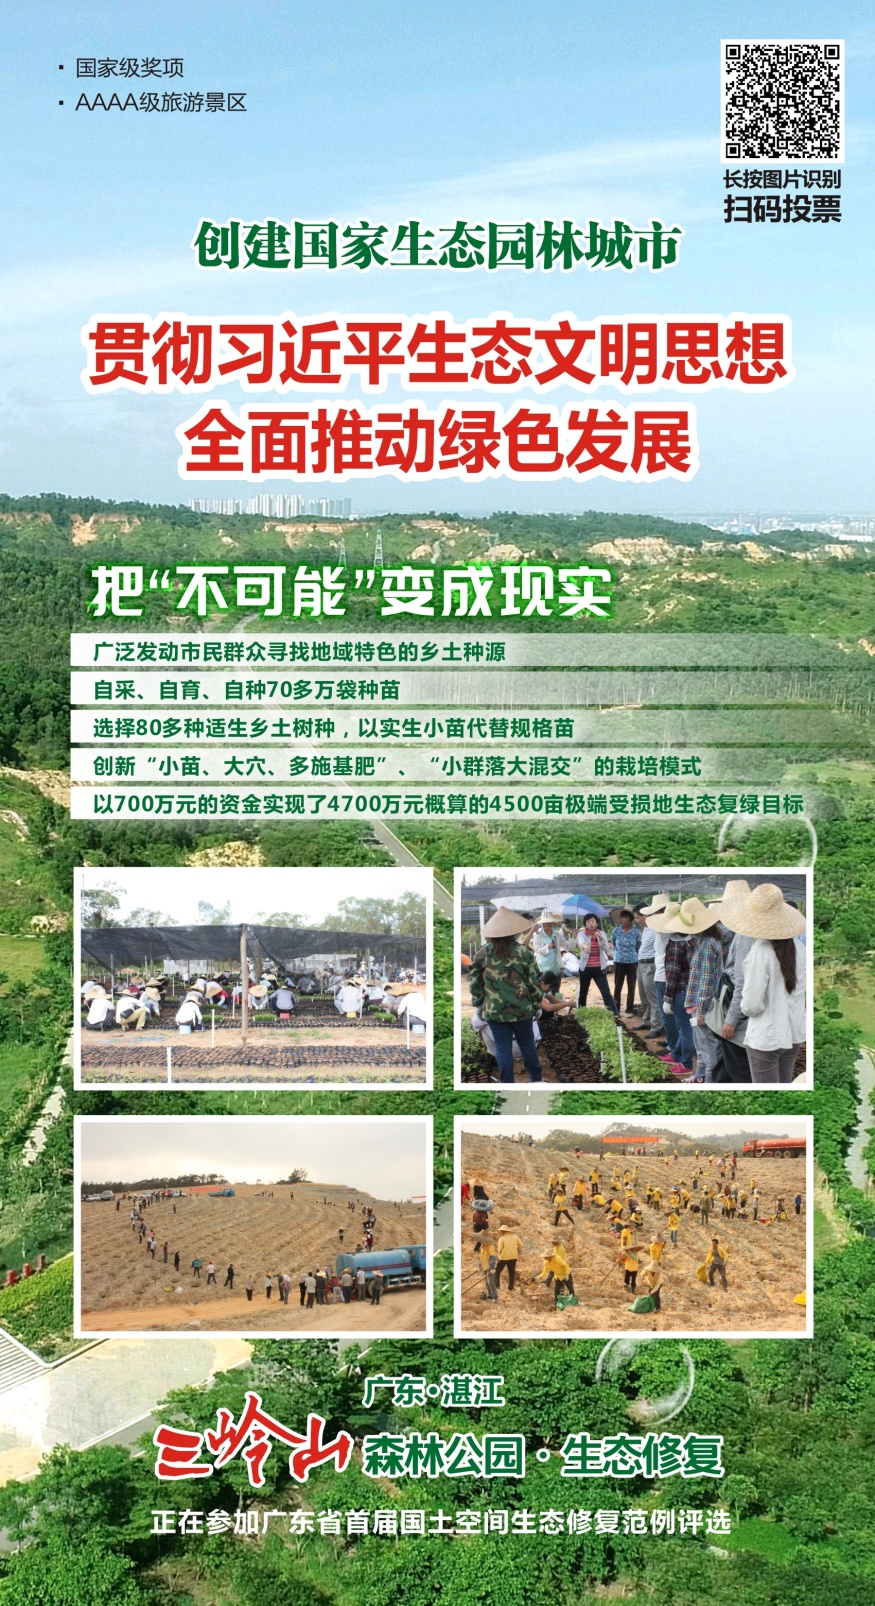 · 国家级奖项
· AAAA级旅游景区
长按图片识别
扫码投票
创建国家生态园林城市
贯彻习近平生态文明思想
全面推动绿色发展
把“不可能”变成现实
广泛发动市民群众寻找地域特色的乡土种源
自采、自育、自种70多万袋种苗
选择80多种适生乡土树种，以实生小苗代替规格苗
创新“小苗、大穴、多施基肥”、“小群落大混交”的栽培模式
以700万元的资金实现了4700万元概算的4500亩极端受损地生态复绿目标
广东·湛江
三岭山 森林公园·生态修复
正在参加广东省首届国土空间生态修复范例评选